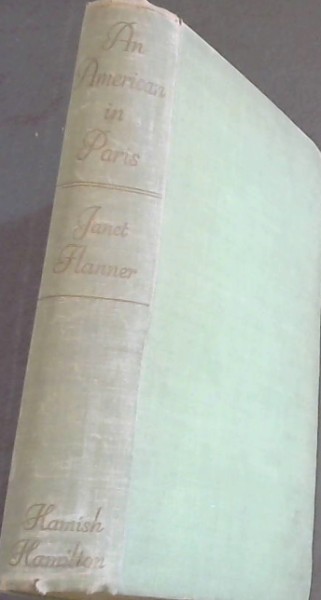 An
American
in
Paris
Janet
Flanner
Hamish
Hamilton